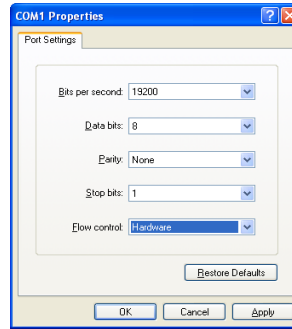 COM1 Properties
Port Settings
Bits per second: 19200
Data bits: 8
Parity: None
Stop bits: 1
Flow control: Hardware
Restore Defaults
OK Cancel Apply